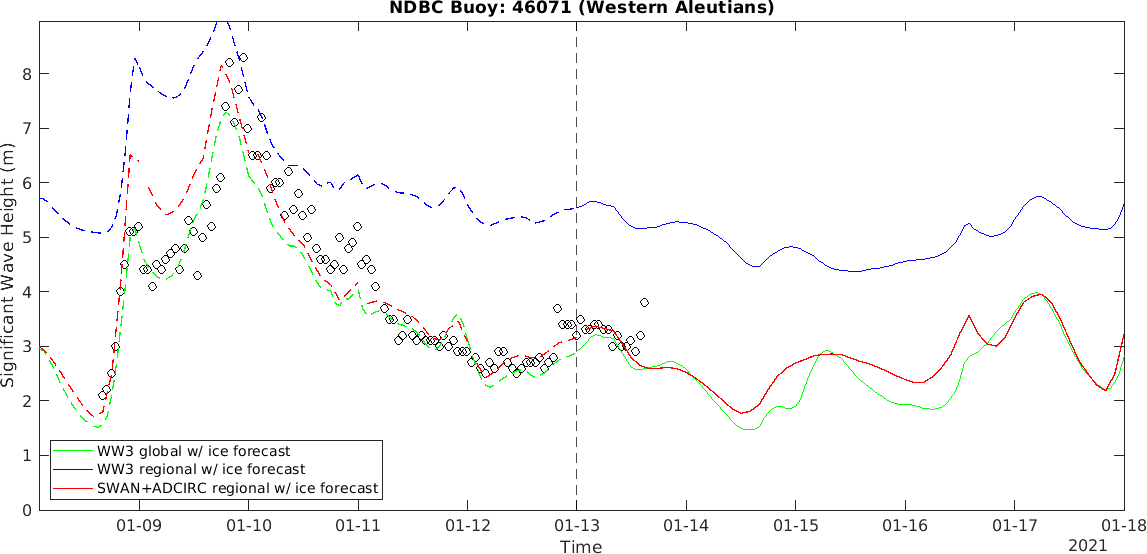 NDBC Buoy: 46071 (Western Aleutians)
Significant Wave Height (m)
8
7
6
5
4
3
2
1
0
WW3 global w/ ice forecast
WW3 regional w/ ice forecast
SWAN+ADCIRC regional w/ ice forecast
01-09 01-10 01-11 01-12 01-13 01-14 01-15 01-16 01-17 01-18
Time
2021